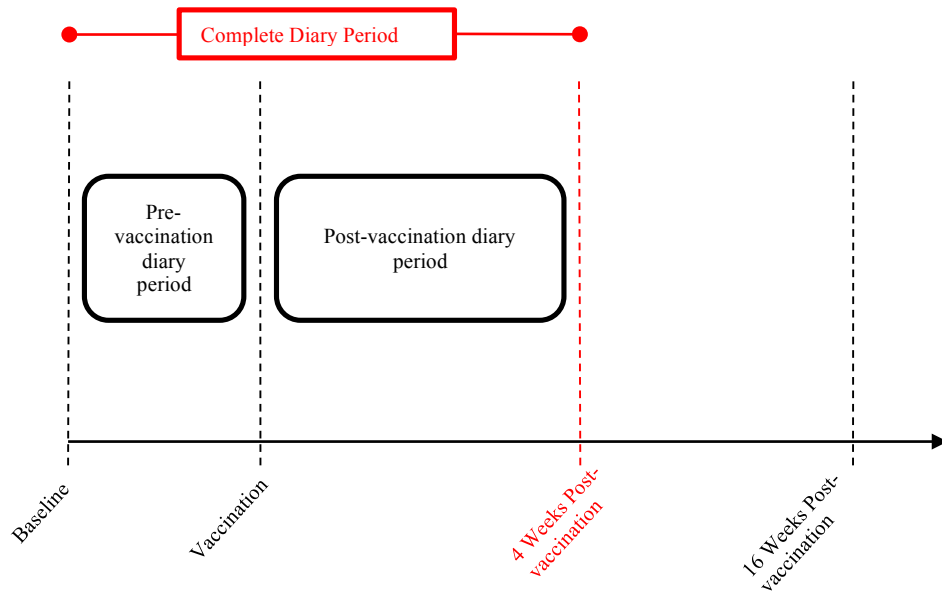 Complete Diary Period
Pre-
vaccination
diary
period
Post-vaccination diary
period
Baseline
Vaccination
4 Weeks Post-
vaccination
16 Weeks Post-
vaccination